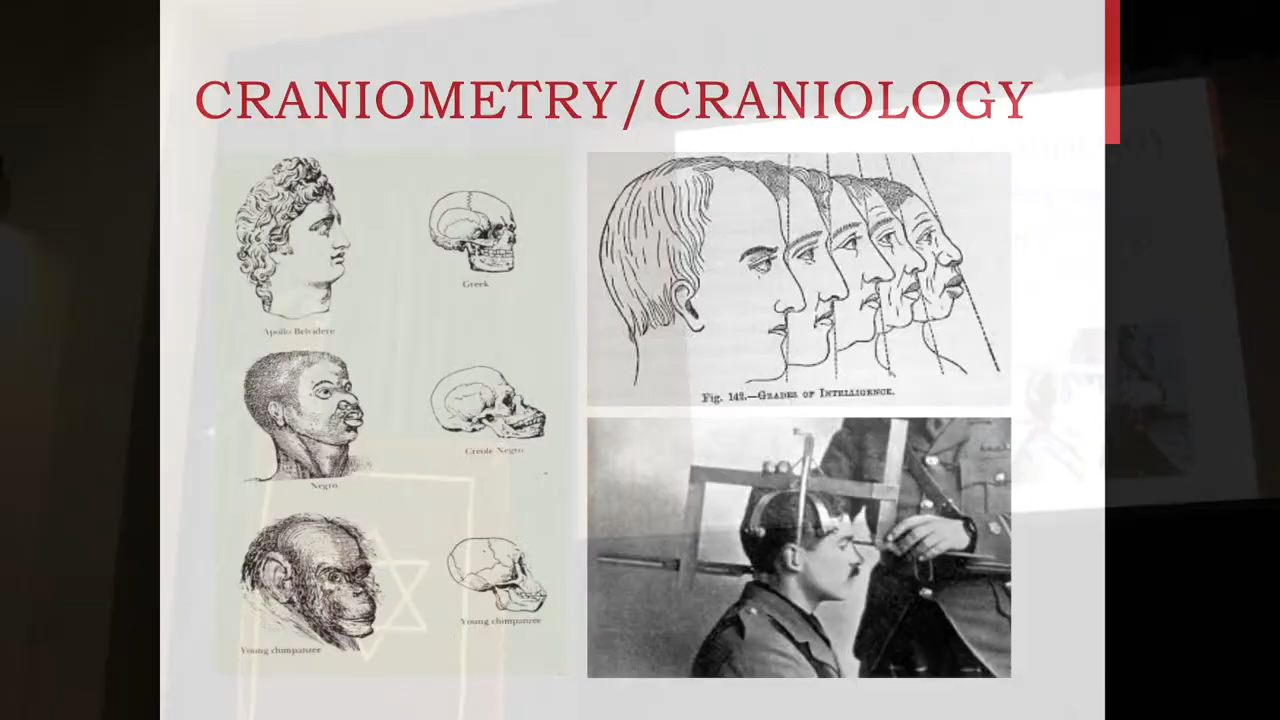 CRANIOMETRY/CRANIOLOGY
Apollo Belvidere
Greek
Negro
Creole Negro
Young chimpanzee
Young chimpanzee
Fig. 142.—GRADES OF INTELLIGENCE.